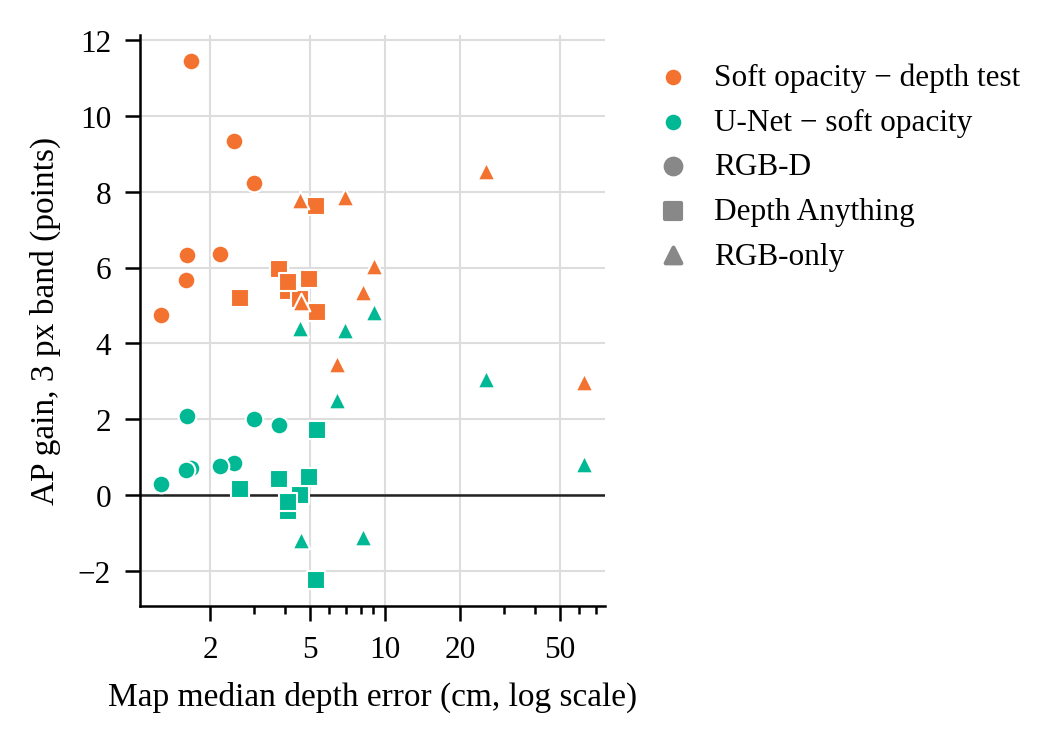 12
10
8
6
4
2
0
−2
AP gain, 3 px band (points)
2 5 10 20 50
Map median depth error (cm, log scale)
Soft opacity − depth test
U-Net − soft opacity
RGB-D
Depth Anything
RGB-only